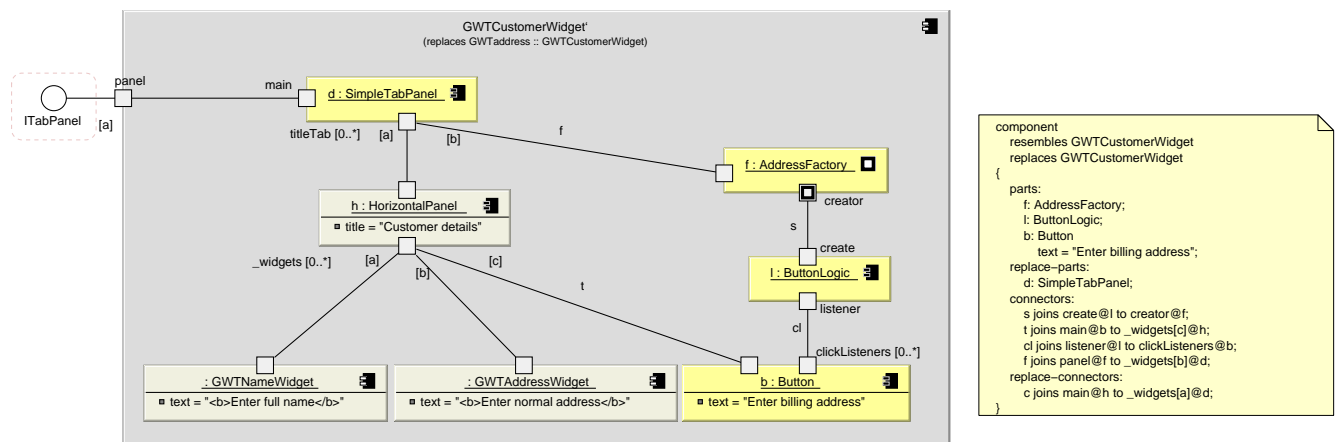 GWTCustomerWidget'
(replaces GWTaddress :: GWTCustomerWidget)
panel
main
d : SimpleTabPanel
ITabPanel
[a]
titleTab [0..*]
[a]
[b]
f
f : AddressFactory
creator
h : HorizontalPanel
title = "Customer details"
s
_widgets [0..*]
[a]
[b]
[c]
create
l : ButtonLogic
t
listener
cl
clickListeners [0..*]
: GWTNameWidget
text = "<b>Enter full name</b>"
: GWTAddressWidget
text = "<b>Enter normal address</b>"
b : Button
text = "Enter billing address"
component
resembles GWTCustomerWidget
replaces GWTCustomerWidget
{
parts:
f: AddressFactory;
l: ButtonLogic;
b: Button
text = "Enter billing address";
replace–parts:
d: SimpleTabPanel;
connectors:
s joins create@l to creator@f;
t joins main@b to _widgets[c]@h;
cl joins listener@l to clickListeners@b;
f joins panel@f to _widgets[b]@d;
replace–connectors:
c joins main@h to _widgets[a]@d;
}